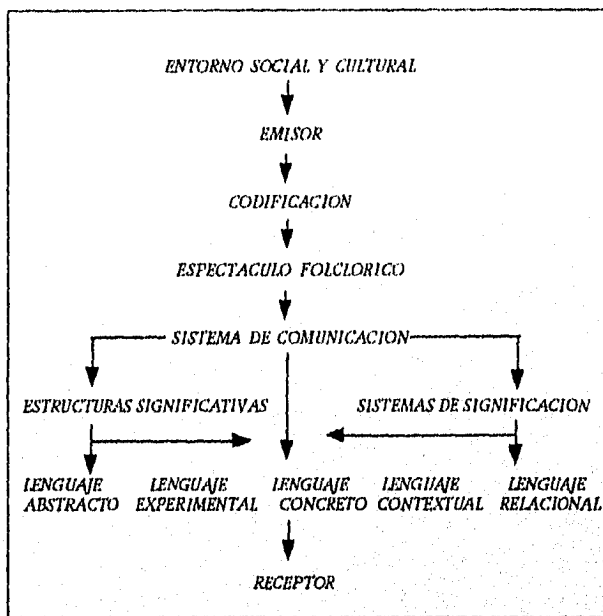 ENTORNO SOCIAL Y CULTURAL
EMISOR
CODIFICACION
ESPECTACULO FOLCLORICO
SISTEMA DE COMUNICACION
ESTRUCTURAS SIGNIFICATIVAS SISTEMAS DE SIGNIFICACION
LENGUAJE LENGUAJE LENGUAJE LENGUAJE LENGUAJE
ABSTRACTO EXPERIMENTAL CONCRETO CONTEXTUAL RELACIONAL
RECEPTOR